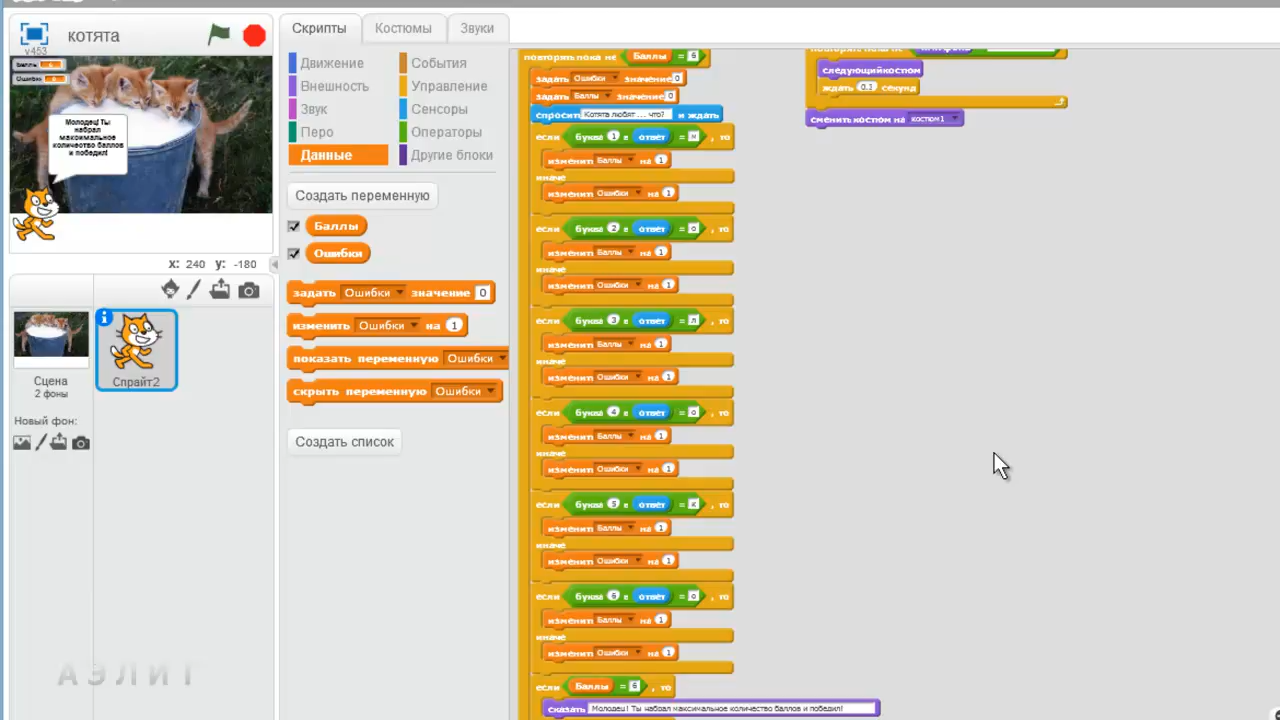 котята
v453
Баллы 0
Ошибки 0
Молодец! Ты
набрал
максимальное
количество баллов
и победил!
x: 240 y: -180
Сцена
2 фоны
Спрайт2
Новый фон:
АЭЛИТ
Скрипты Костюмы Звуки
Движение События
Внешность Управление
Звук Сенсоры
Перо Операторы
Данные Другие блоки
Создать переменную
Баллы
Ошибки
задать Ошибки значение 0
изменить Ошибки на 1
показать переменную Ошибки
скрыть переменную Ошибки
Создать список
повторять пока не Баллы = 6
задать Ошибки значение 0
задать Баллы значение 0
спросить Котята любят ... что? и ждать
если буква 1 в ответ = м , то
изменить Баллы на 1
иначе
изменить Ошибки на 1
если буква 2 в ответ = о , то
изменить Баллы на 1
иначе
изменить Ошибки на 1
если буква 3 в ответ = л , то
изменить Баллы на 1
иначе
изменить Ошибки на 1
если буква 4 в ответ = о , то
изменить Баллы на 1
иначе
изменить Ошибки на 1
если буква 5 в ответ = к , то
изменить Баллы на 1
иначе
изменить Ошибки на 1
если буква 6 в ответ = о , то
изменить Баллы на 1
иначе
изменить Ошибки на 1
если Баллы = 6 , то
сказать Молодец! Ты набрал максимальное количество баллов и победил!
следующий костюм
ждать 0.3 секунд
сменить костюм на костюм1